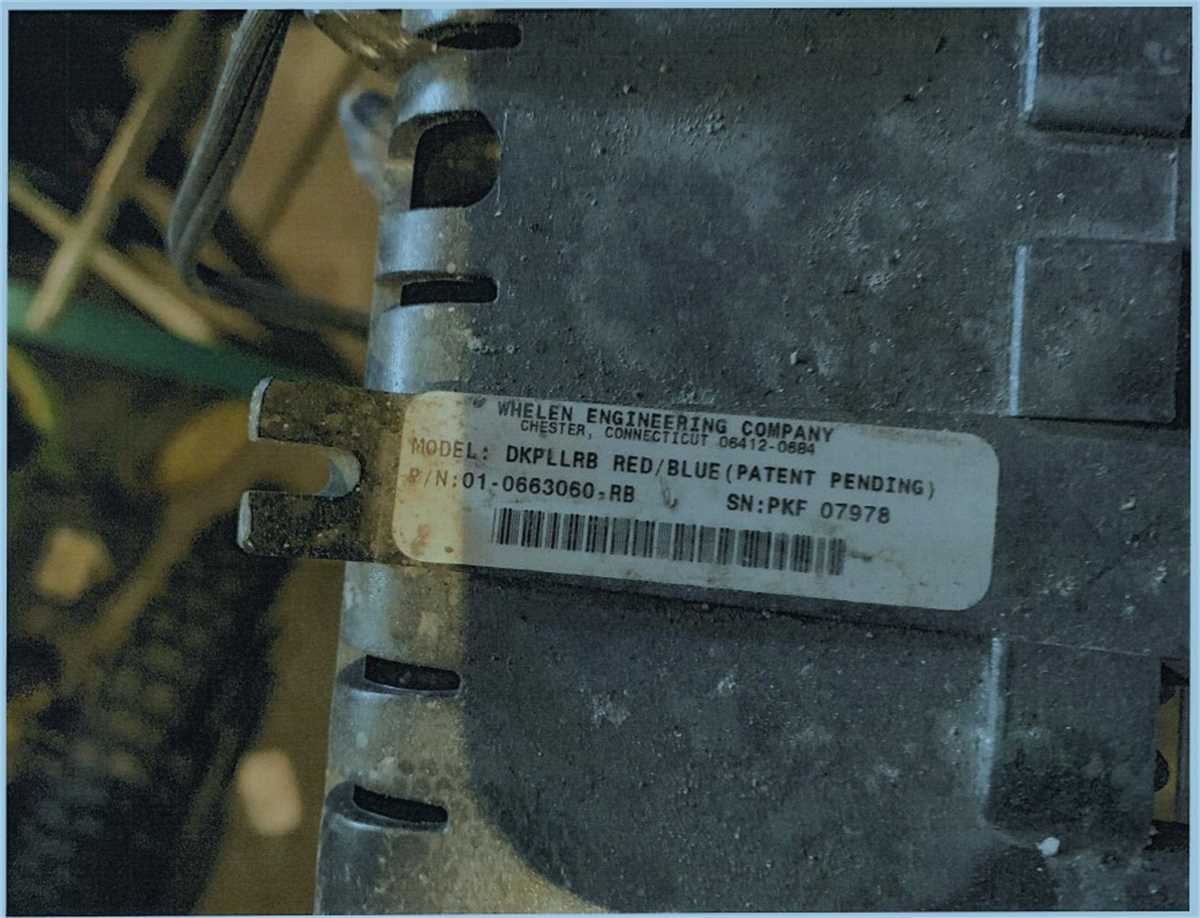 WHELEN ENGINEERING COMPANY
CHESTER, CONNECTICUT 06412-0684
MODEL: DKPLLRB RED/BLUE(PATENT PENDING)
P/N:01-0663060,RB SN:PKF 07978